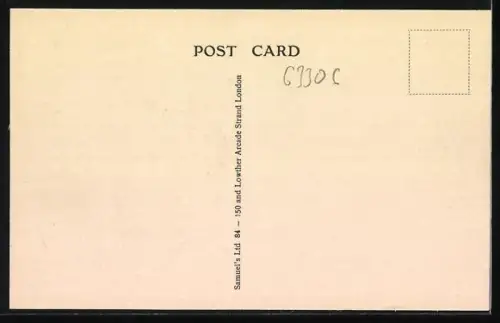 POST CARD
6330C
Samuel's Ltd 84 - 150 and Lowther Arcade Strand London